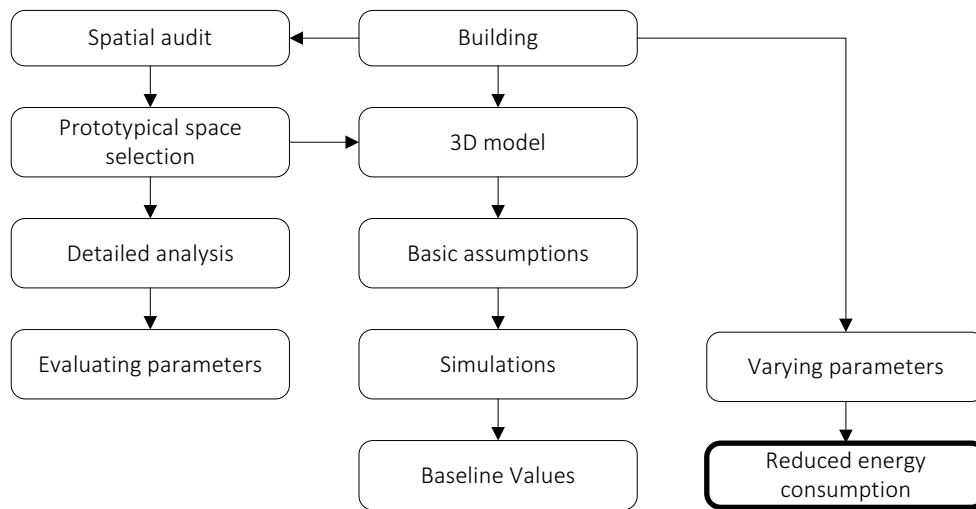 Spatial audit
Building
Prototypical space
selection
3D model
Detailed analysis
Basic assumptions
Evaluating parameters
Simulations
Varying parameters
Baseline Values
Reduced energy
consumption